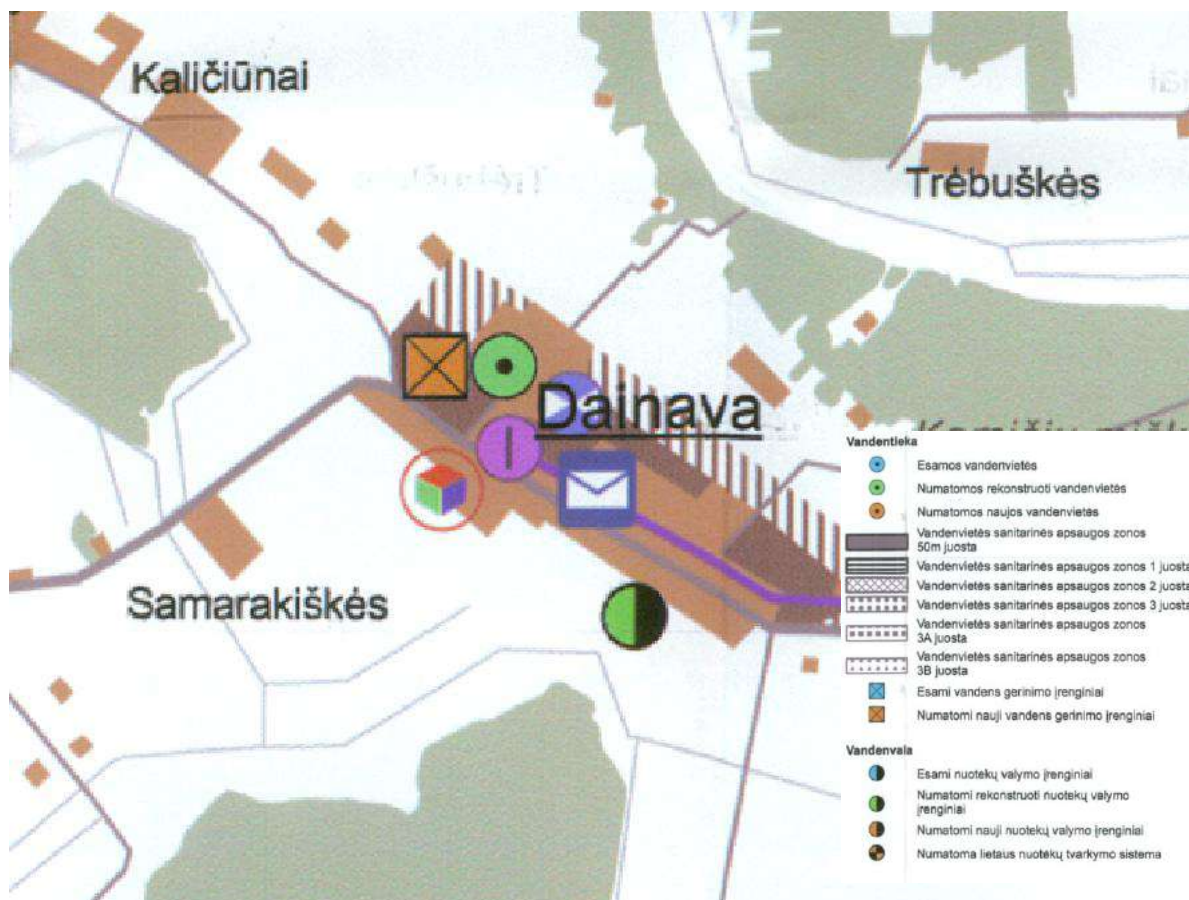 Kaličiūnai
Trėbuškės
Dainava
Samarakiškės
Vandentieka
Esamos vandenvietės
Numatomos rekonstruoti vandenvietės
Numatomos naujos vandenvietės
Vandenvietės sanitarinės apsaugos zonos
50m juosta
Vandenvietės sanitarinės apsaugos zonos 1 juosta
Vandenvietės sanitarinės apsaugos zonos 2 juosta
Vandenvietės sanitarinės apsaugos zonos 3 juosta
Vandenvietės sanitarinės apsaugos zonos
3A juosta
Vandenvietės sanitarinės apsaugos zonos
3B juosta
Esami vandens gerinimo įrenginiai
Numatomi nauji vandens gerinimo įrenginiai
Vandenvala
Esami nuotekų valymo įrenginiai
Numatomi rekonstruoti nuotekų valymo
įrenginiai
Numatomi nauji nuotekų valymo įrenginiai
Numatoma lietaus nuotekų tvarkymo sistema